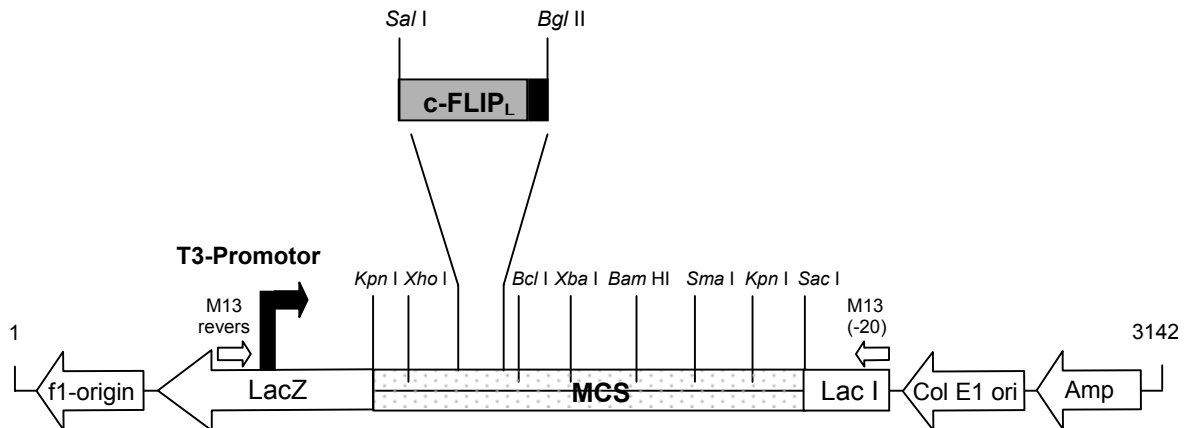 Sal I
Bgl II
c-FLIPL
T3-Promotor
Kpn I
Xho I
Bcl I
Xba I
Bam HI
Sma I
Kpn I
Sac I
M13
revers
M13
(-20)
1
3142
f1-origin
LacZ
MCS
Lac I
Col E1 ori
Amp